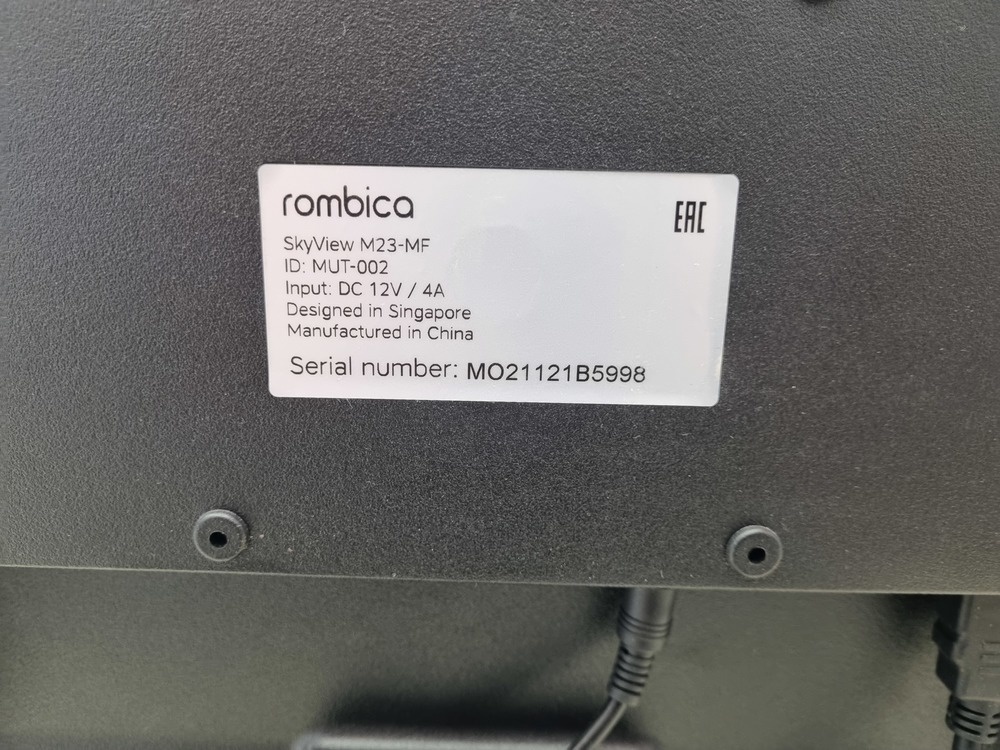 rombica
EAC
SkyView M23-MF
ID: MUT-002
Input: DC 12V / 4A
Designed in Singapore
Manufactured in China
Serial number: MO21121B5998